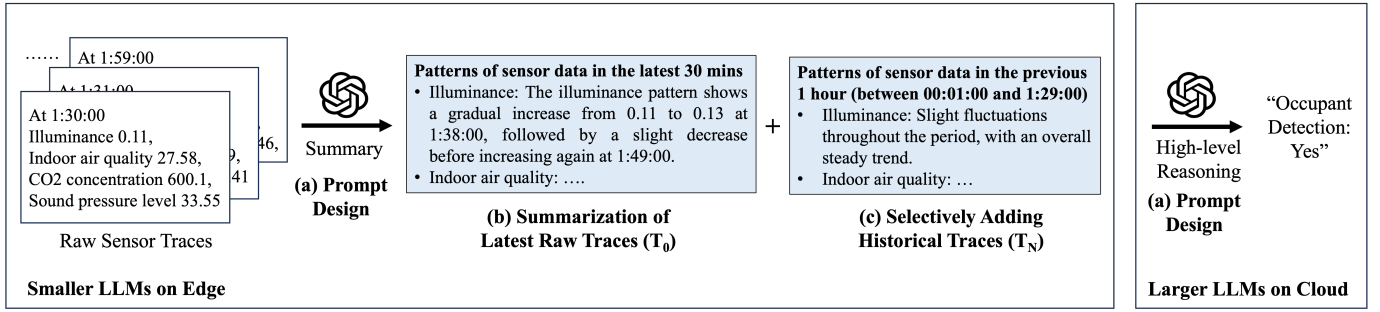 ...... At 1:59:00
At 1:31:00
At 1:30:00
Illuminance 0.11,
Indoor air quality 27.58,
CO2 concentration 600.1,
Sound pressure level 33.55
46,
9,
41
Raw Sensor Traces
Smaller LLMs on Edge
Summary
(a) Prompt
Design
Patterns of sensor data in the latest 30 mins
• Illuminance: The illuminance pattern shows
a gradual increase from 0.11 to 0.13 at
1:38:00, followed by a slight decrease
before increasing again at 1:49:00.
• Indoor air quality: ….
(b) Summarization of
Latest Raw Traces (T₀)
+
Patterns of sensor data in the previous
1 hour (between 00:01:00 and 1:29:00)
• Illuminance: Slight fluctuations
throughout the period, with an overall
steady trend.
• Indoor air quality: …
(c) Selectively Adding
Historical Traces (Tɴ)
High-level
Reasoning
(a) Prompt
Design
“Occupant
Detection:
Yes”
Larger LLMs on Cloud